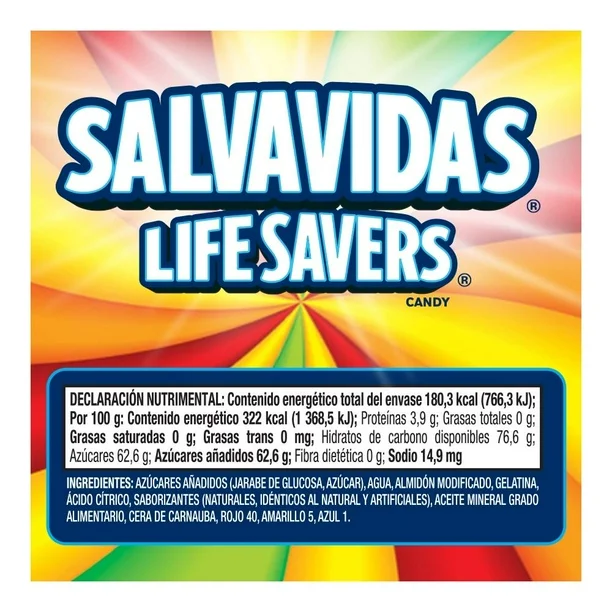 SALVAVIDAS
®
LIFE SAVERS
®
CANDY
DECLARACIÓN NUTRIMENTAL: Contenido energético total del envase 180,3 kcal (766,3 kJ);
Por 100 g: Contenido energético 322 kcal (1 368,5 kJ); Proteínas 3,9 g; Grasas totales 0 g;
Grasas saturadas 0 g; Grasas trans 0 mg; Hidratos de carbono disponibles 76,6 g;
Azúcares 62,6 g; Azúcares añadidos 62,6 g; Fibra dietética 0 g; Sodio 14,9 mg
INGREDIENTES: AZÚCARES AÑADIDOS (JARABE DE GLUCOSA, AZÚCAR), AGUA, ALMIDÓN MODIFICADO, GELATINA,
ÁCIDO CÍTRICO, SABORIZANTES (NATURALES, IDÉNTICOS AL NATURAL Y ARTIFICIALES), ACEITE MINERAL GRADO
ALIMENTARIO, CERA DE CARNAUBA, ROJO 40, AMARILLO 5, AZUL 1.